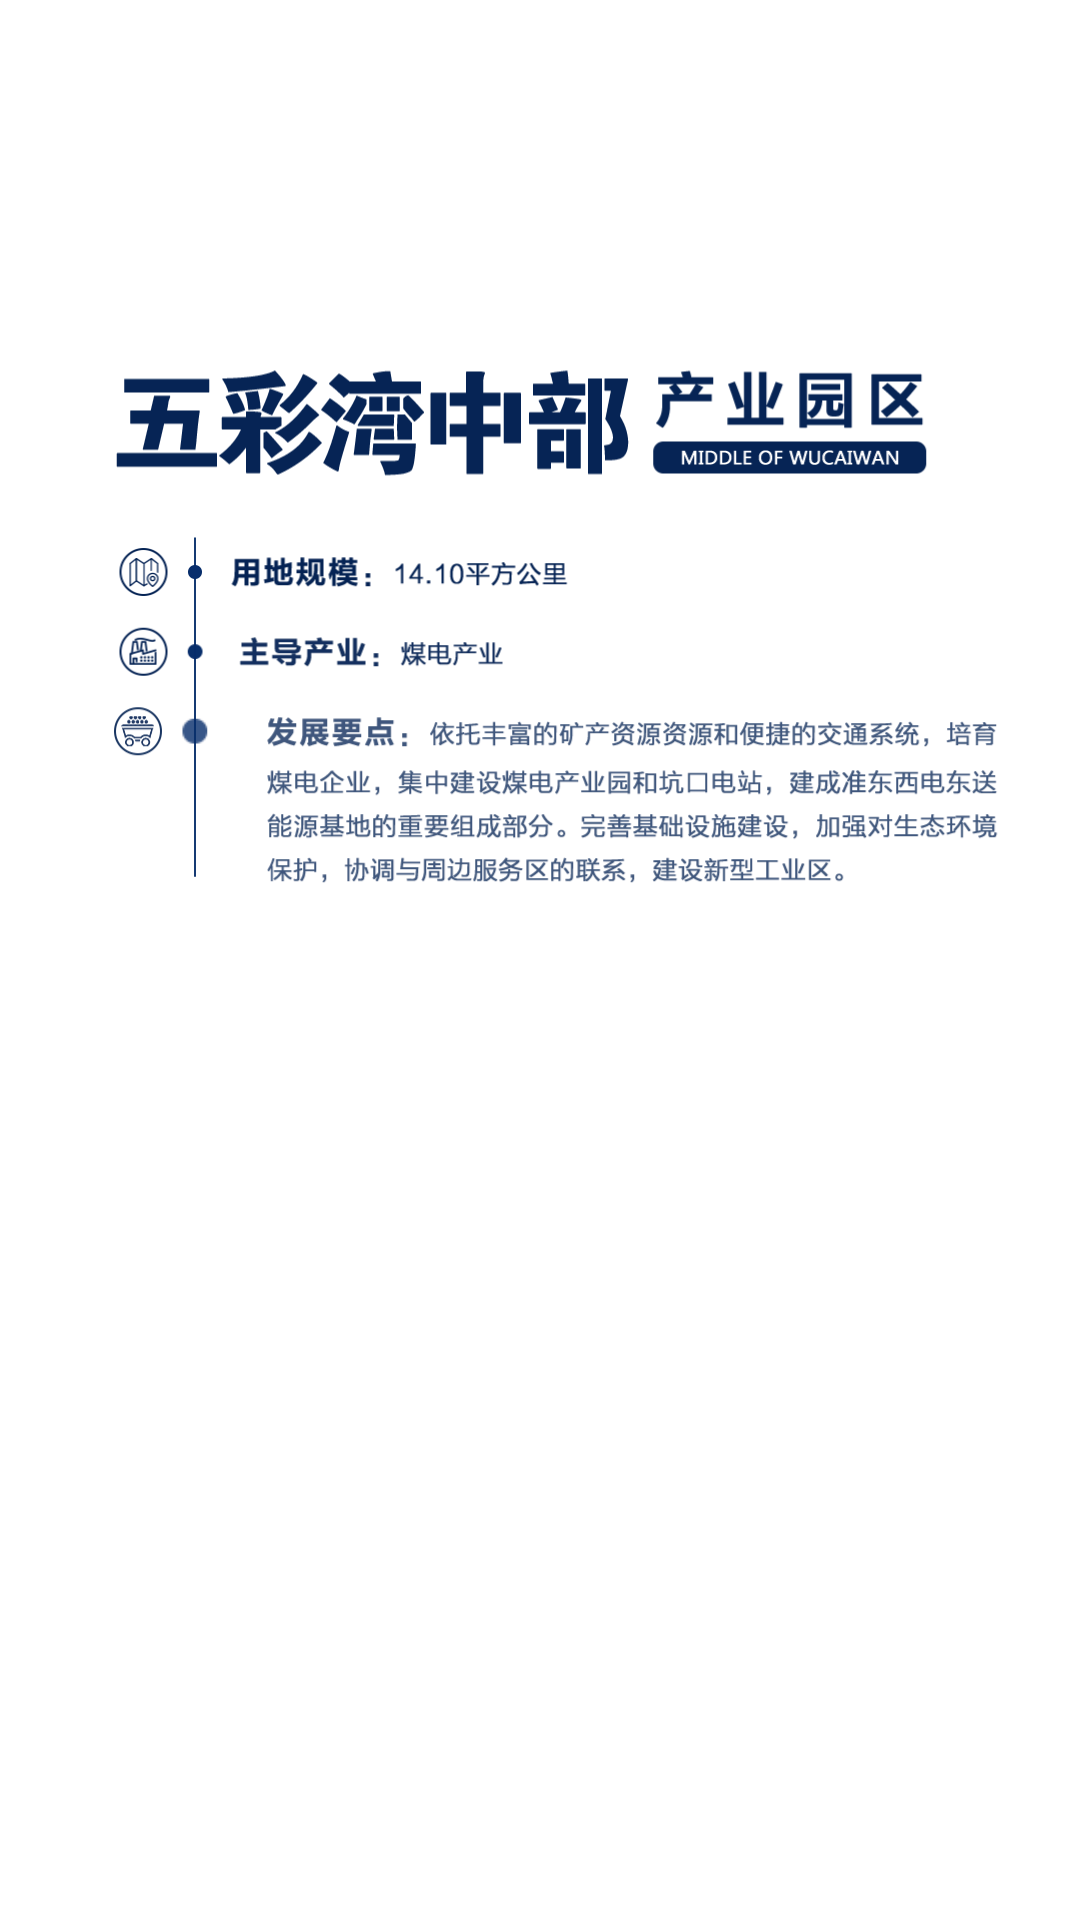 五彩湾中部 产业园区
MIDDLE OF WUCAIWAN
用地规模：14.10平方公里
主导产业：煤电产业
发展要点：依托丰富的矿产资源资源和便捷的交通系统，培育
煤电企业，集中建设煤电产业园和坑口电站，建成准东西电东送
能源基地的重要组成部分。完善基础设施建设，加强对生态环境
保护，协调与周边服务区的联系，建设新型工业区。